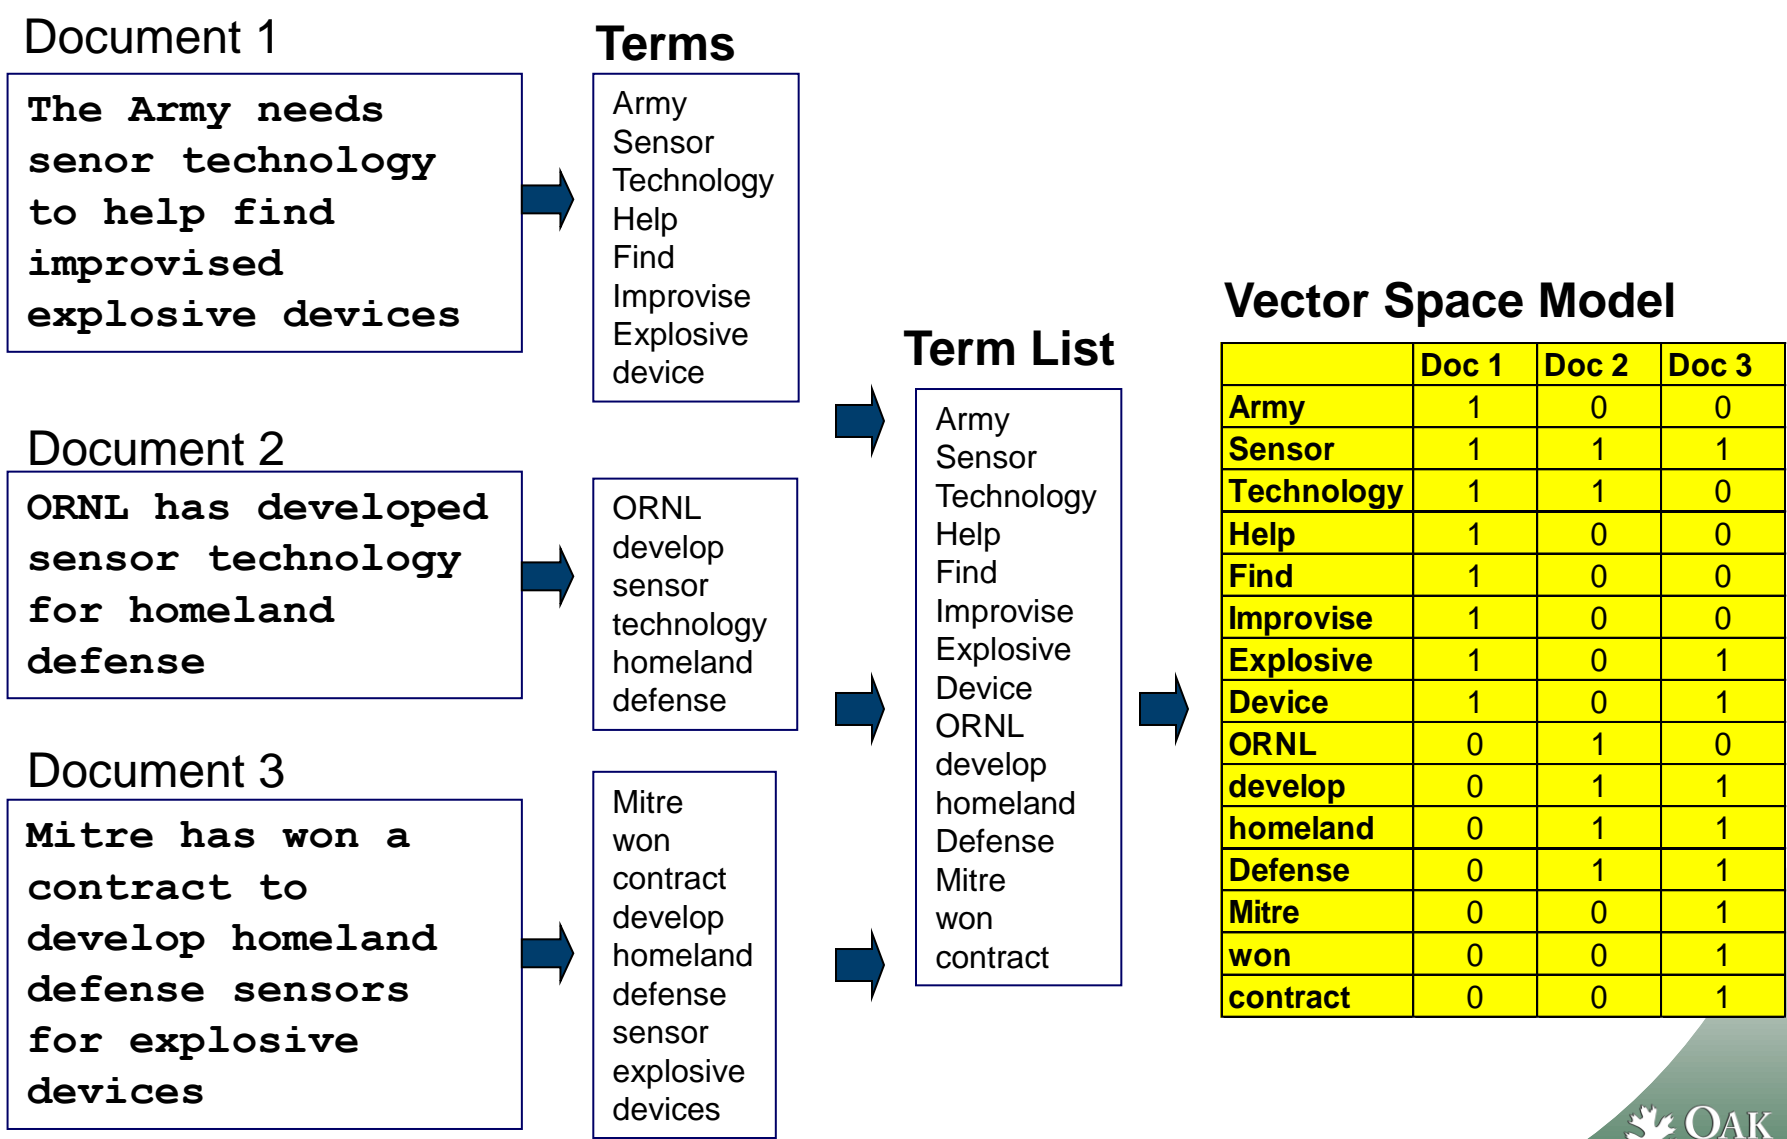 Document 1
The Army needs
senor technology
to help find
improvised
explosive devices
Terms
Army
Sensor
Technology
Help
Find
Improvise
Explosive
device
Document 2
ORNL has developed
sensor technology
for homeland
defense
ORNL
develop
sensor
technology
homeland
defense
Document 3
Mitre has won a
contract to
develop homeland
defense sensors
for explosive
devices
Mitre
won
contract
develop
homeland
defense
sensor
explosive
devices
Term List
Army
Sensor
Technology
Help
Find
Improvise
Explosive
Device
ORNL
develop
homeland
Defense
Mitre
won
contract
Vector Space Model
Doc 1 Doc 2 Doc 3
Army 1 0 0
Sensor 1 1 1
Technology 1 1 0
Help 1 0 0
Find 1 0 0
Improvise 1 0 0
Explosive 1 0 1
Device 1 0 1
ORNL 0 1 0
develop 0 1 1
homeland 0 1 1
Defense 0 1 1
Mitre 0 0 1
won 0 0 1
contract 0 0 1
OAK